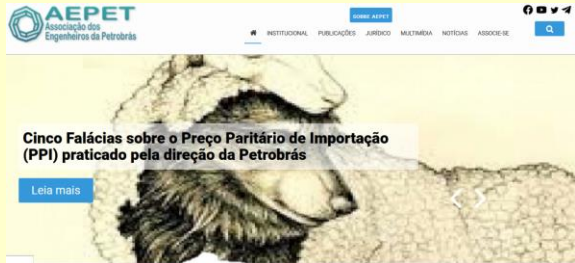 AEPET
Associação dos
Engenheiros da Petrobrás
SOBRE AEPET
INSTITUCIONAL PUBLICAÇÕES JURÍDICO MULTIMÍDIA NOTÍCIAS ASSOCIE-SE
Cinco Falácias sobre o Preço Paritário de Importação
(PPI) praticado pela direção da Petrobrás
Leia mais